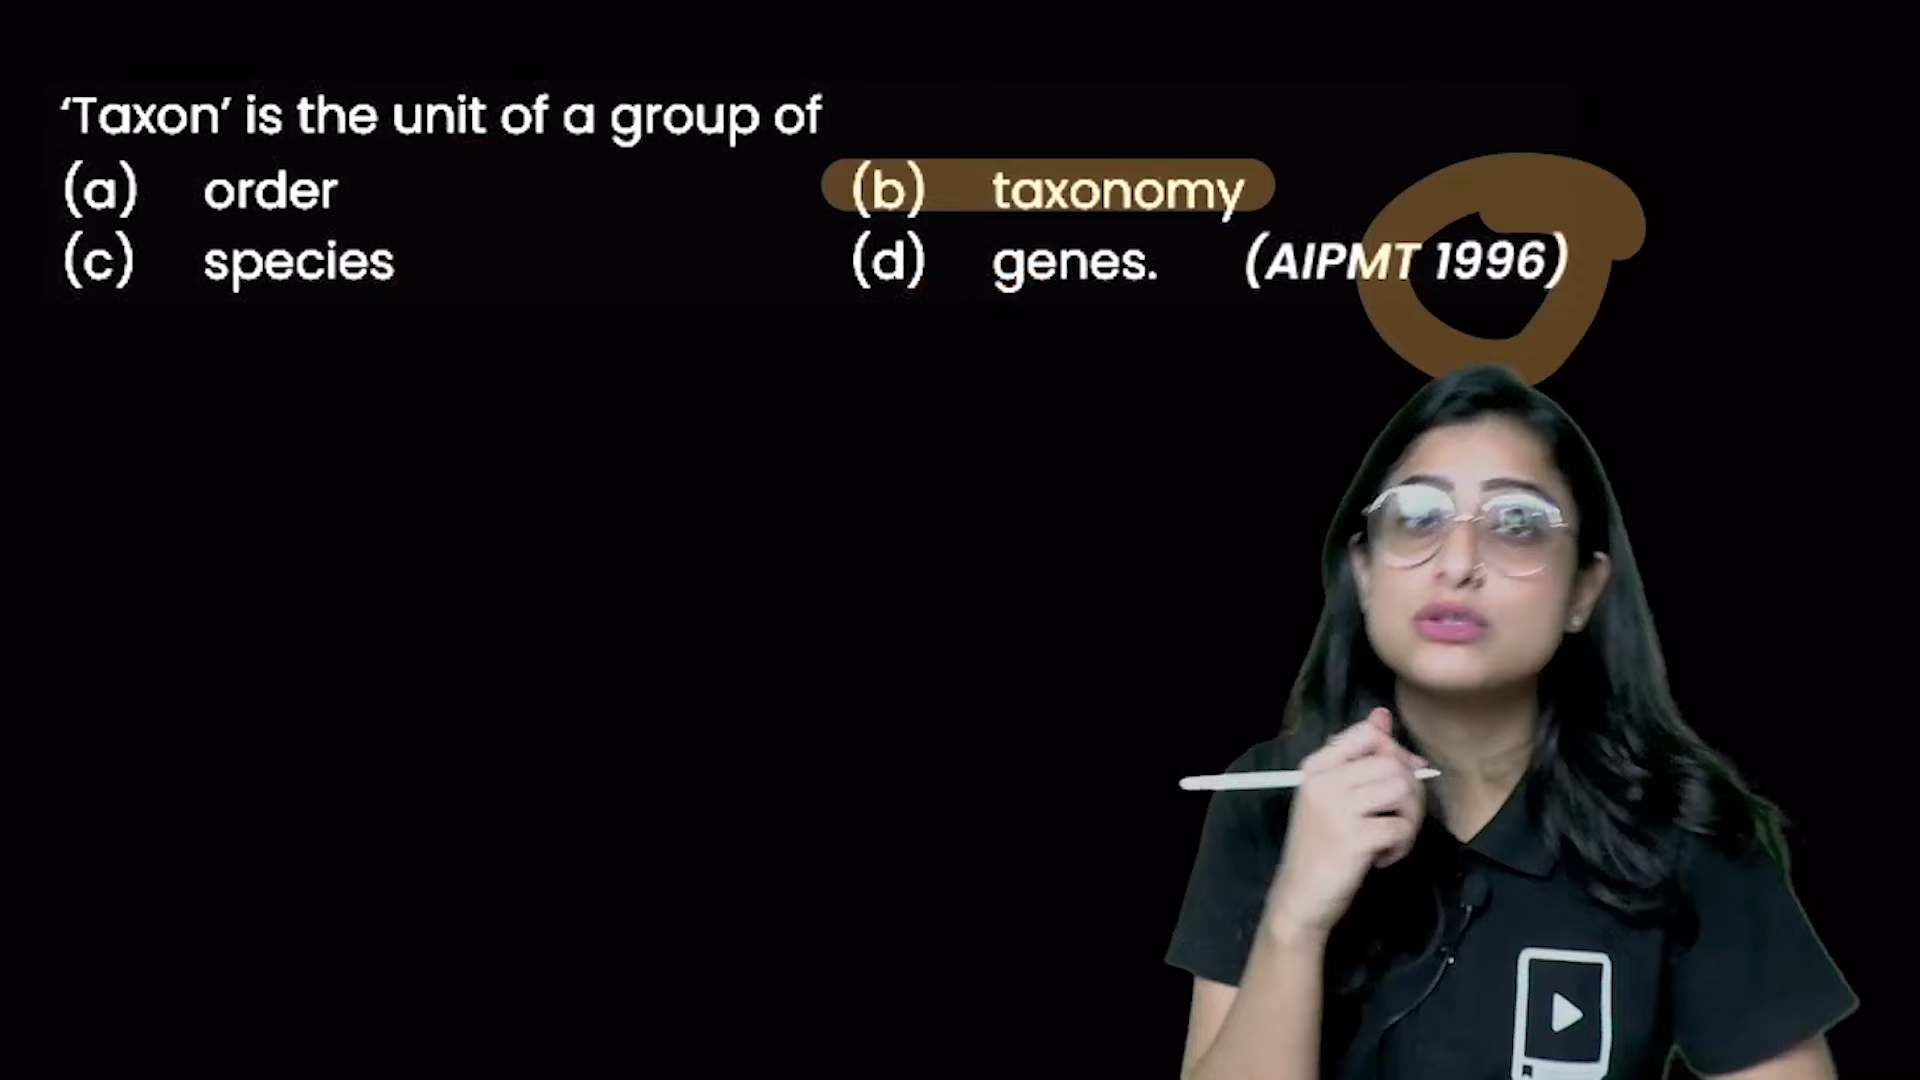 ‘Taxon’ is the unit of a group of
(a) order (b) taxonomy
(c) species (d) genes. (AIPMT 1996)